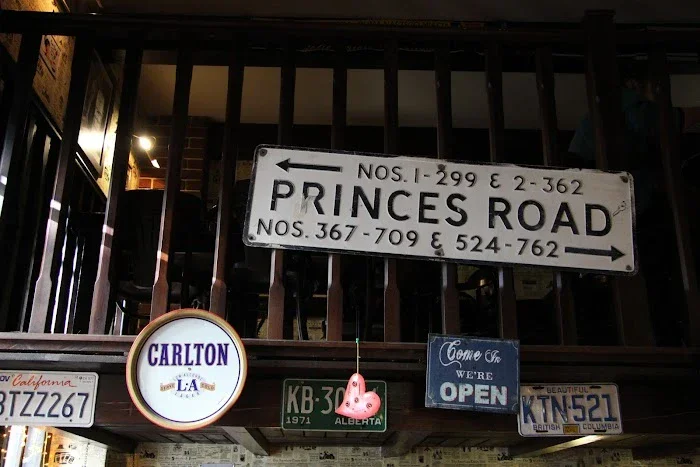 NOS. 1-299 & 2-362
PRINCES ROAD
NOS. 367-709 & 524-762
CARLTON
LA
Come In
WE'RE
OPEN
California
BTZZ267
KB-30
1971 ALBERTA
BEAUTIFUL
KTN-521
BRITISH COLUMBIA